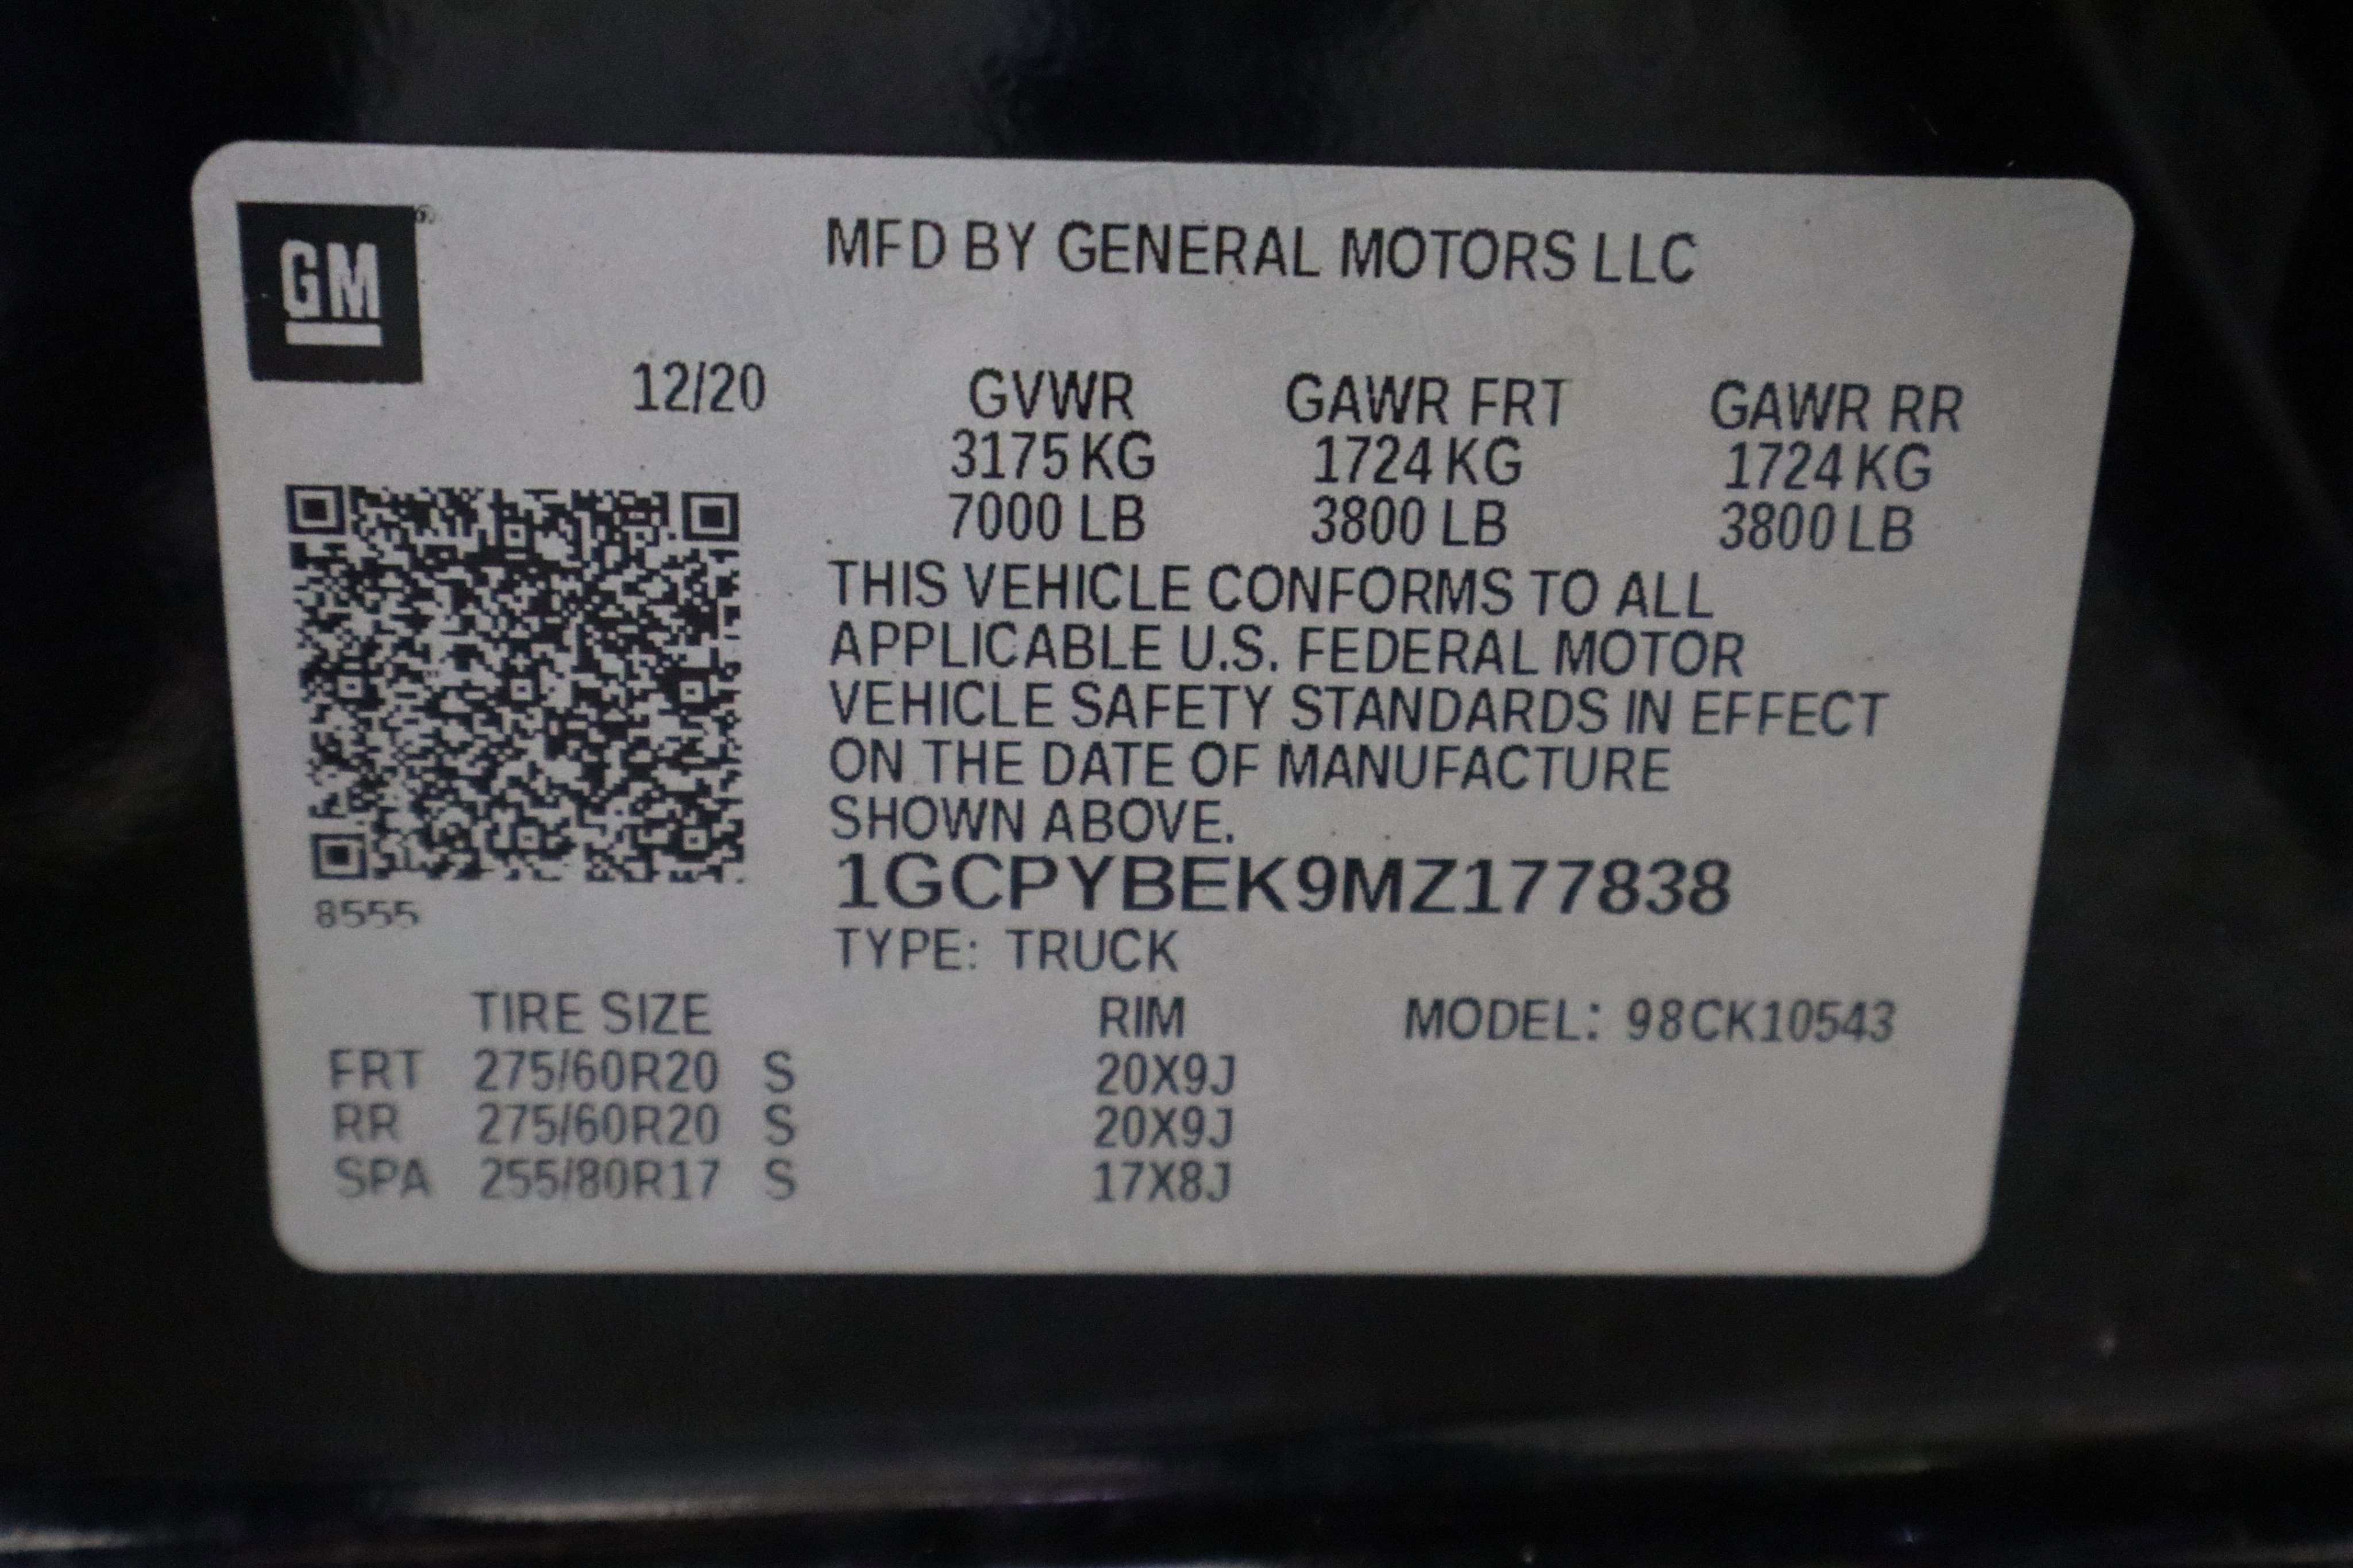 GM®
MFD BY GENERAL MOTORS LLC
12/20 GVWR GAWR FRT GAWR RR
3175 KG 1724 KG 1724 KG
7000 LB 3800 LB 3800 LB
THIS VEHICLE CONFORMS TO ALL
APPLICABLE U.S. FEDERAL MOTOR
VEHICLE SAFETY STANDARDS IN EFFECT
ON THE DATE OF MANUFACTURE
SHOWN ABOVE.
1GCPYBEK9MZ177838
8555
TYPE: TRUCK
TIRE SIZE RIM MODEL: 98CK10543
FRT 275/60R20 S 20X9J
RR 275/60R20 S 20X9J
SPA 255/80R17 S 17X8J